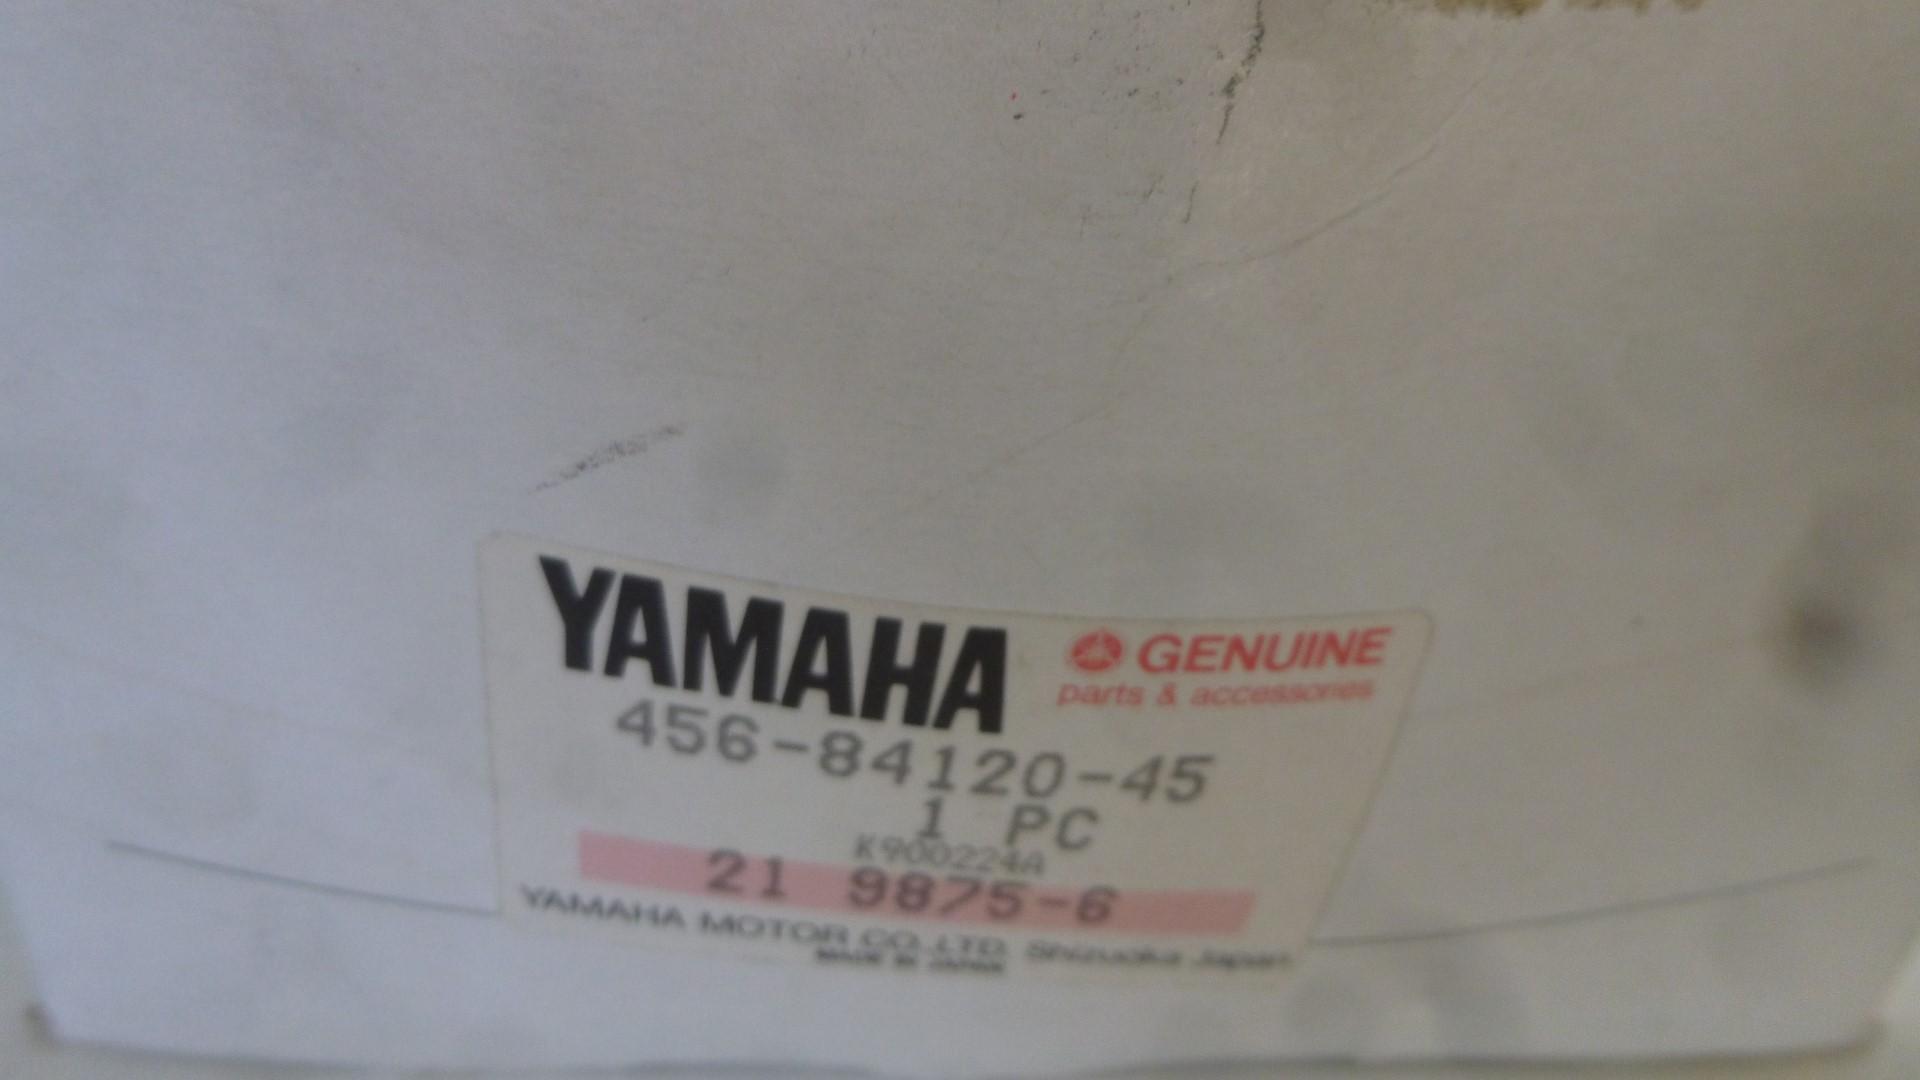 YAMAHA GENUINE
parts & accessories
456-84120-45
1 PC
K900224A
21 9875-6
YAMAHA MOTOR CO.,LTD. Shizuoka Japan
MADE IN JAPAN